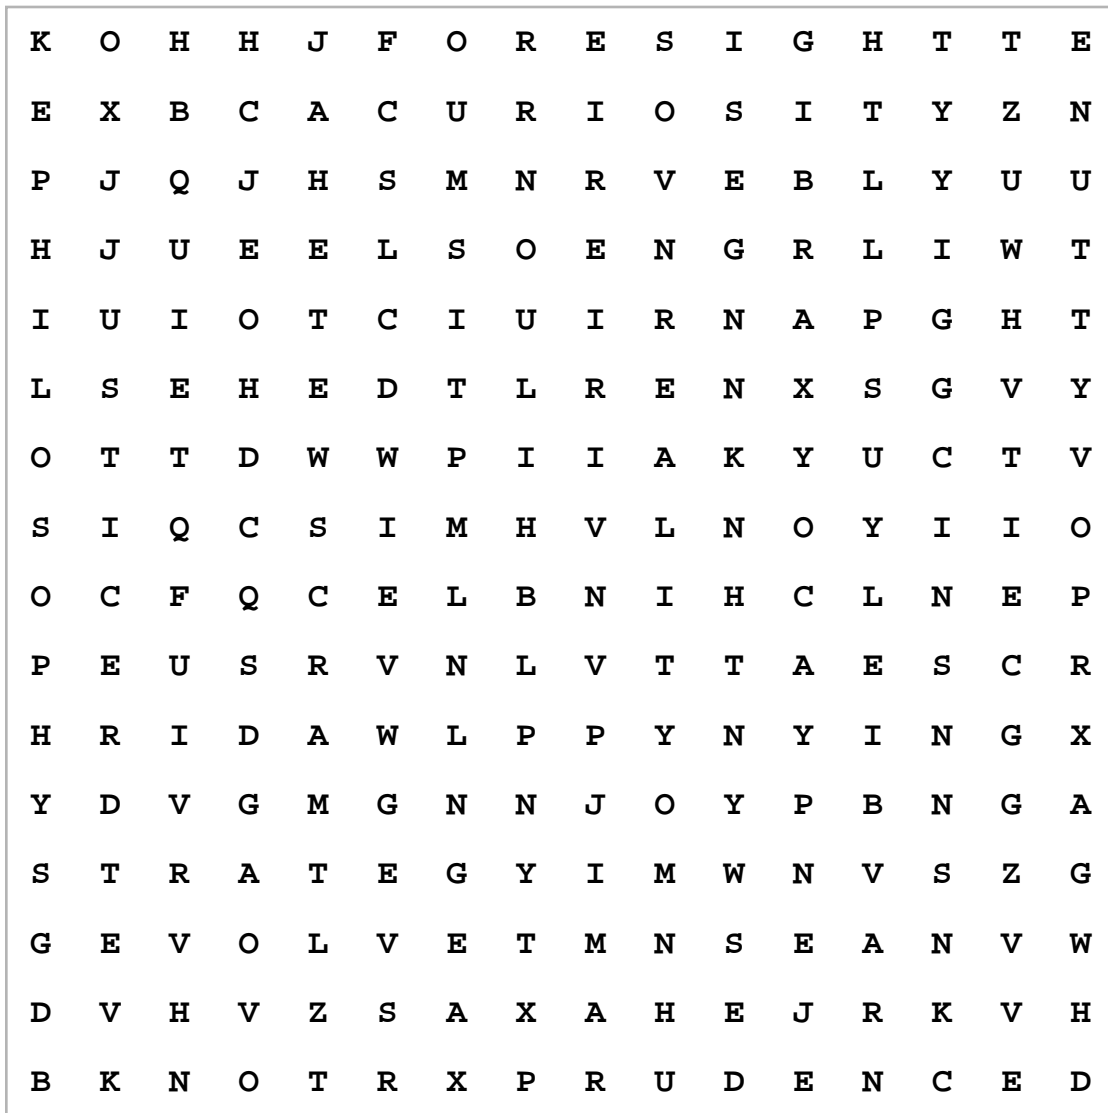 K O H H J F O R E S I G H T T E
E X B C A C U R I O S I T Y Z N
P J Q J H S M N R V E B L Y U U
H J U E E L S O E N G R L I W T
I U I O T C I U I R N A P G H T
L S E H E D T L R E N X S G V Y
O T T D W W P I I A K Y U C T V
S I Q C S I M H V L N O Y I I O
O C F Q C E L B N I H C L N E P
P E U S R V N L V T T A E S C R
H R I D A W L P P Y N Y I N G X
Y D V G M G N N J O Y P B N G A
S T R A T E G Y I M W N V S Z G
G E V O L V E T M N S E A N V W
D V H V Z S A X A H E J R K V H
B K N O T R X P R U D E N C E D